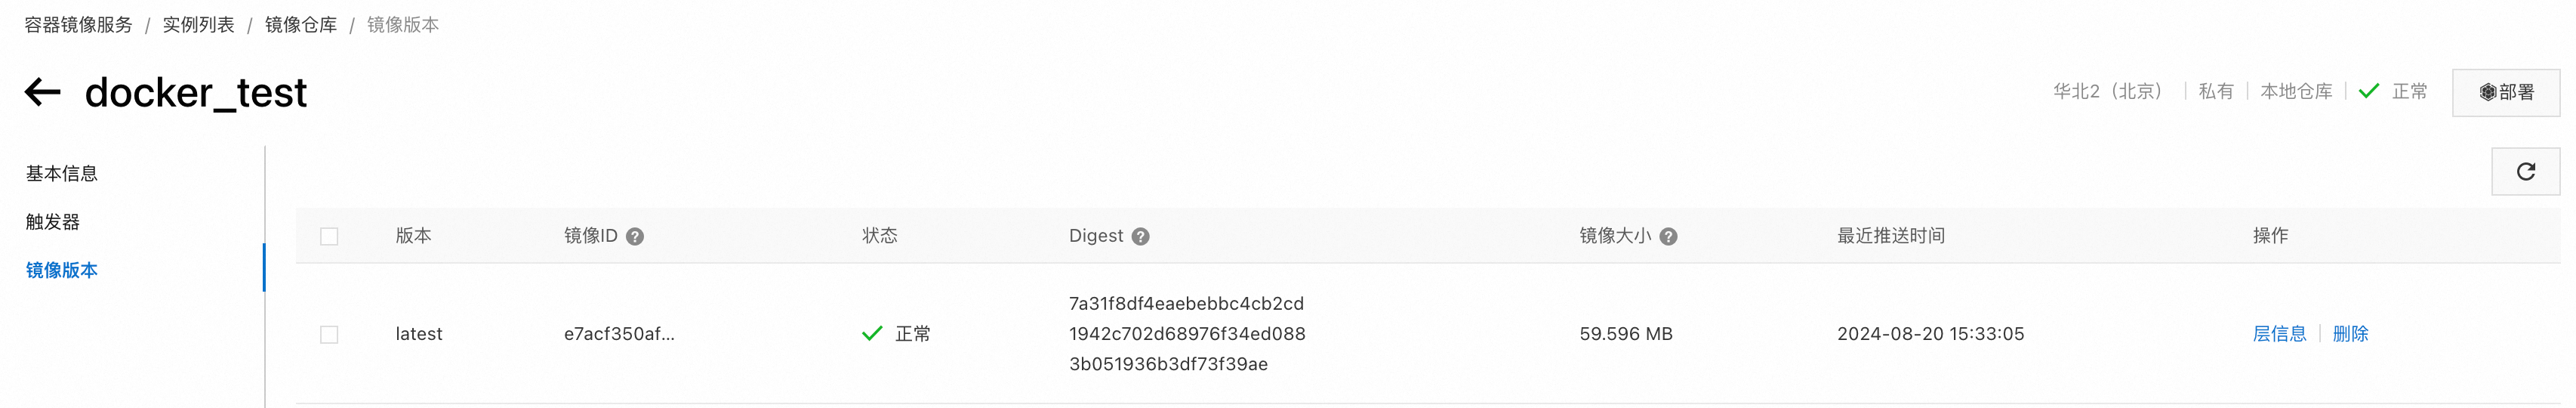 容器镜像服务 / 实例列表 / 镜像仓库 / 镜像版本
docker_test
华北2（北京） 私有 本地仓库 正常 部署
基本信息
触发器
镜像版本
版本 镜像ID 状态 Digest 镜像大小 最近推送时间 操作
latest e7acf350af... 正常 7a31f8df4eaebebbc4cb2cd
1942c702d68976f34ed088
3b051936b3df73f39ae
59.596 MB 2024-08-20 15:33:05 层信息 删除